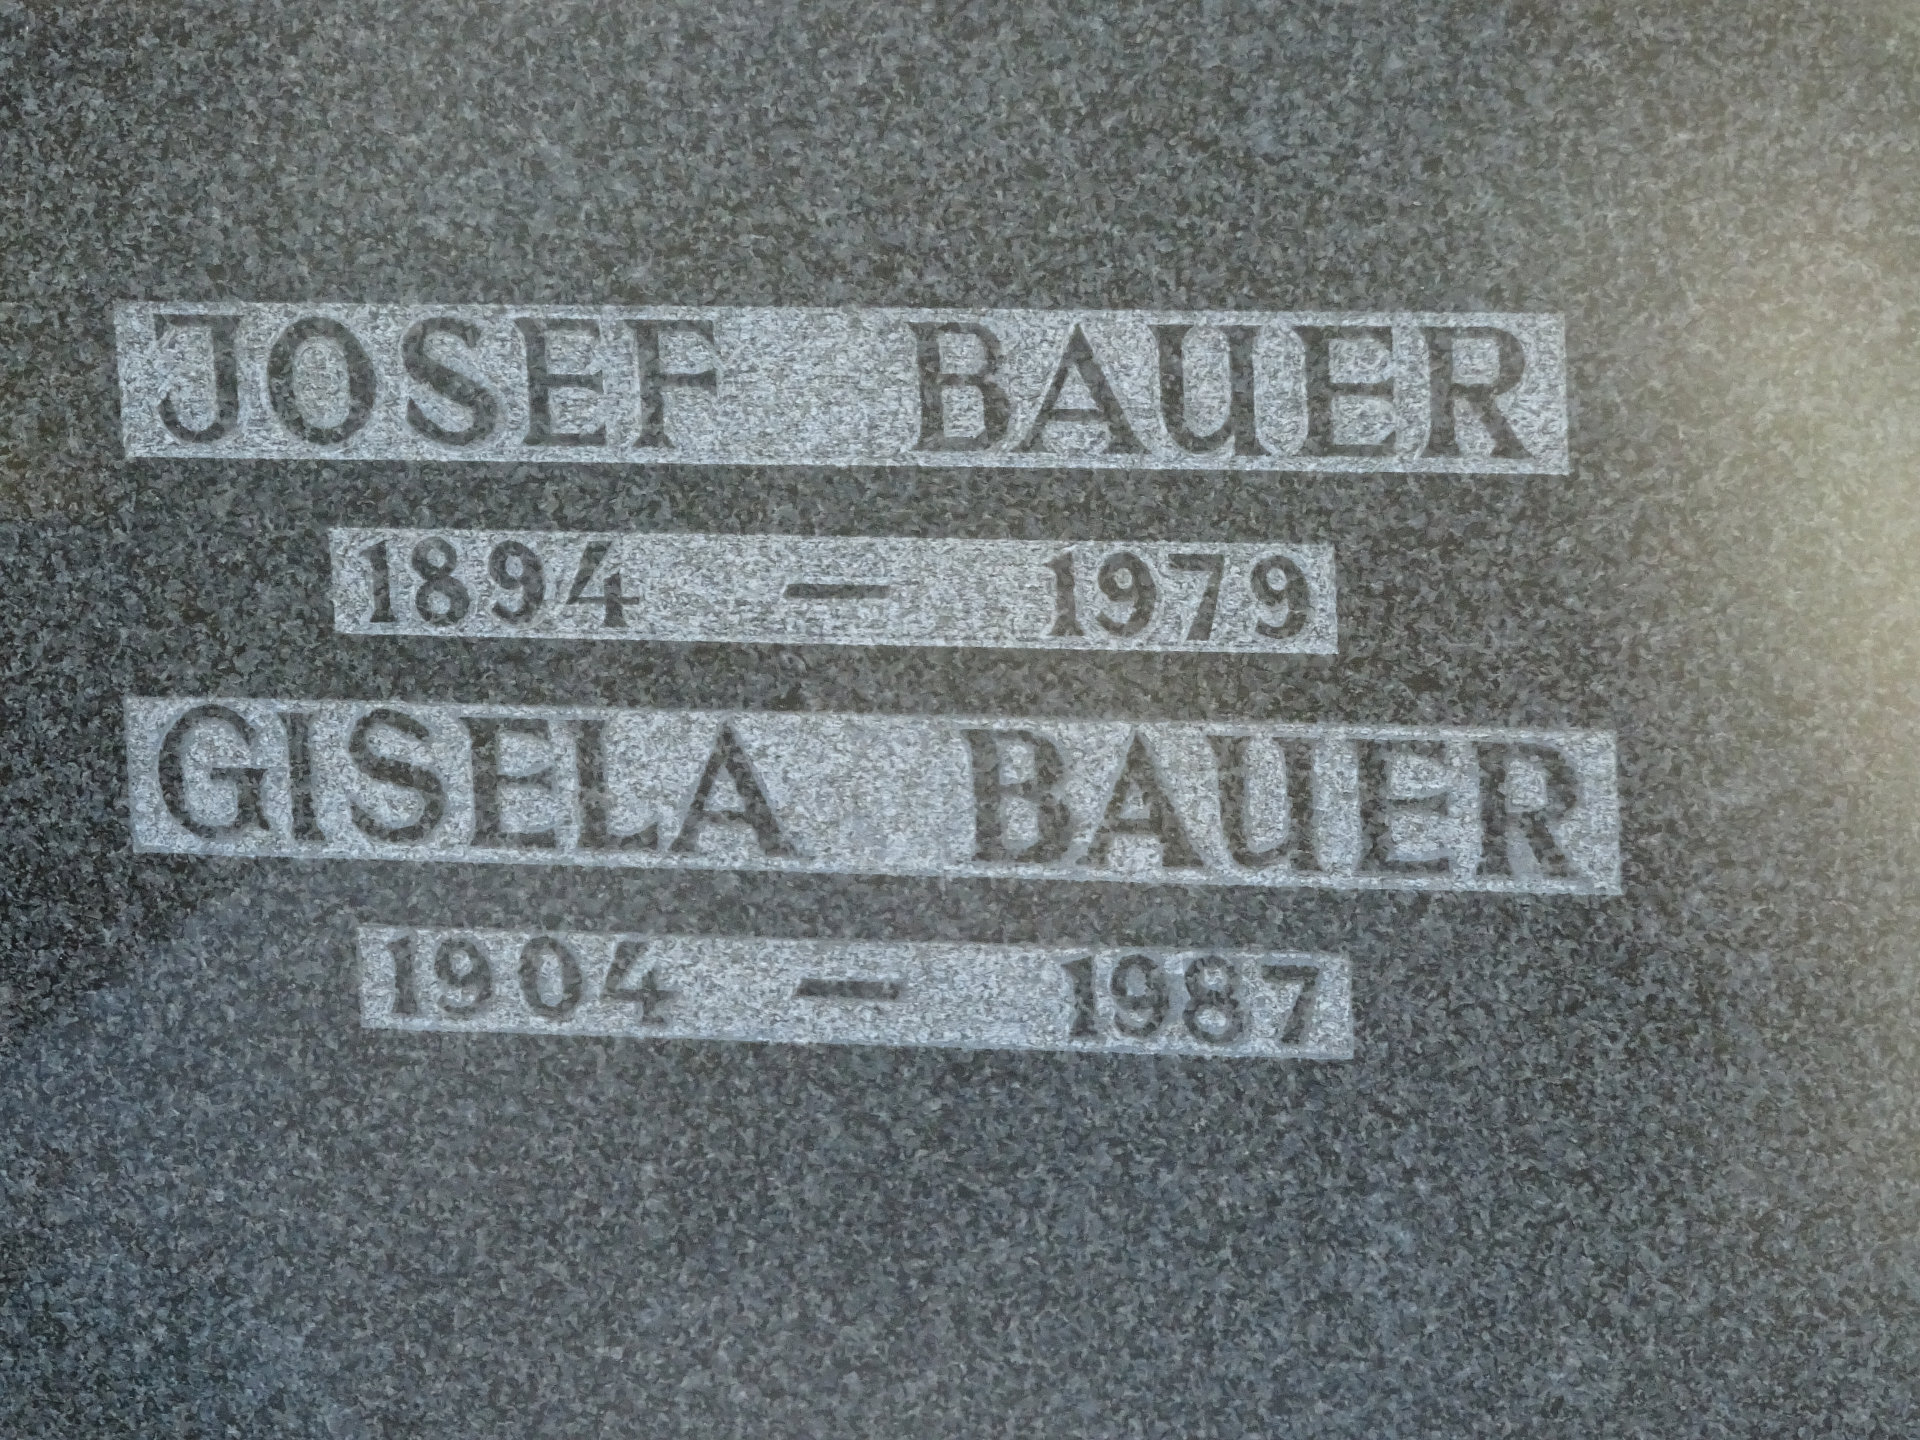 JOSEF BAUER
1894 — 1979
GISELA BAUER
1904 — 1987